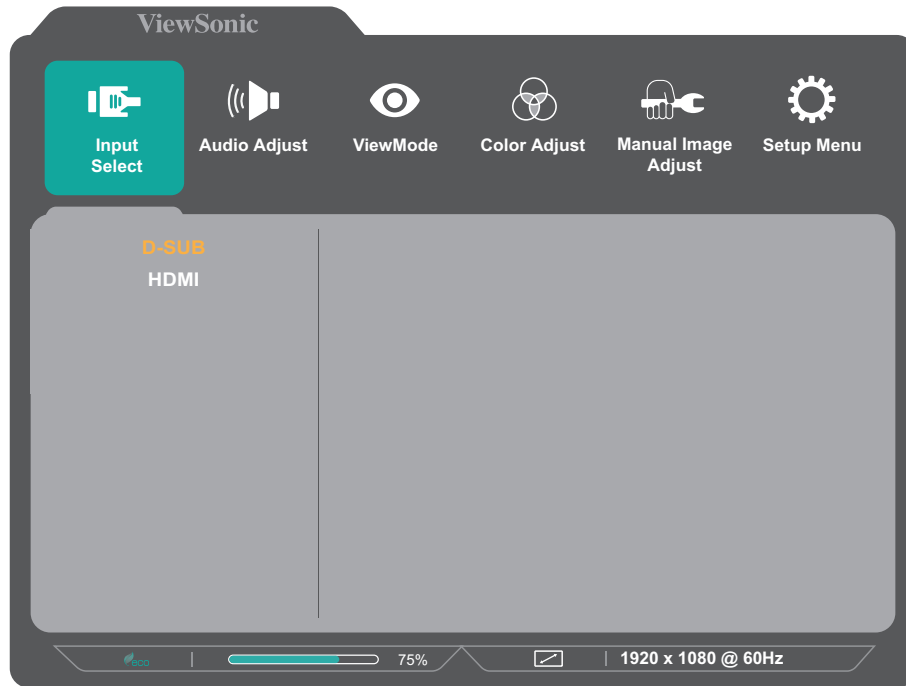 ViewSonic
Input
Select
Audio Adjust
ViewMode
Color Adjust
Manual Image
Adjust
Setup Menu
D-SUB
HDMI
eco
75%
1920 x 1080 @ 60Hz